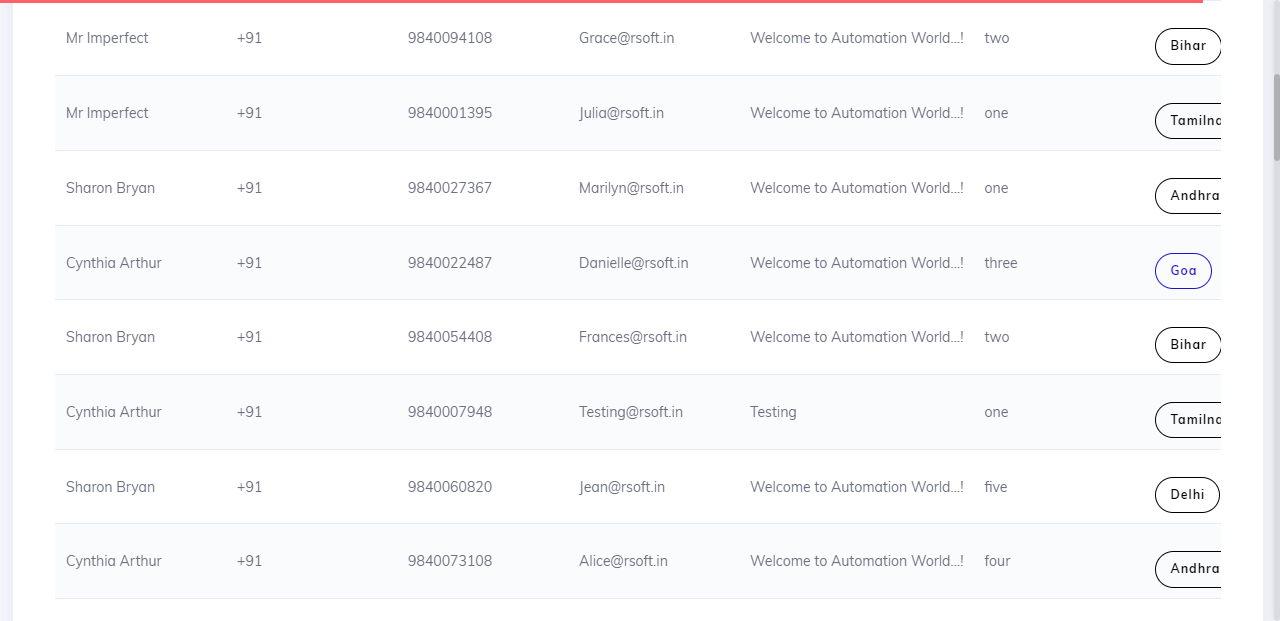 Mr Imperfect +91 9840094108 Grace@rsoft.in Welcome to Automation World...! two Bihar
Mr Imperfect +91 9840001395 Julia@rsoft.in Welcome to Automation World...! one Tamilna
Sharon Bryan +91 9840027367 Marilyn@rsoft.in Welcome to Automation World...! one Andhra
Cynthia Arthur +91 9840022487 Danielle@rsoft.in Welcome to Automation World...! three Goa
Sharon Bryan +91 9840054408 Frances@rsoft.in Welcome to Automation World...! two Bihar
Cynthia Arthur +91 9840007948 Testing@rsoft.in Testing one Tamilna
Sharon Bryan +91 9840060820 Jean@rsoft.in Welcome to Automation World...! five Delhi
Cynthia Arthur +91 9840073108 Alice@rsoft.in Welcome to Automation World...! four Andhra